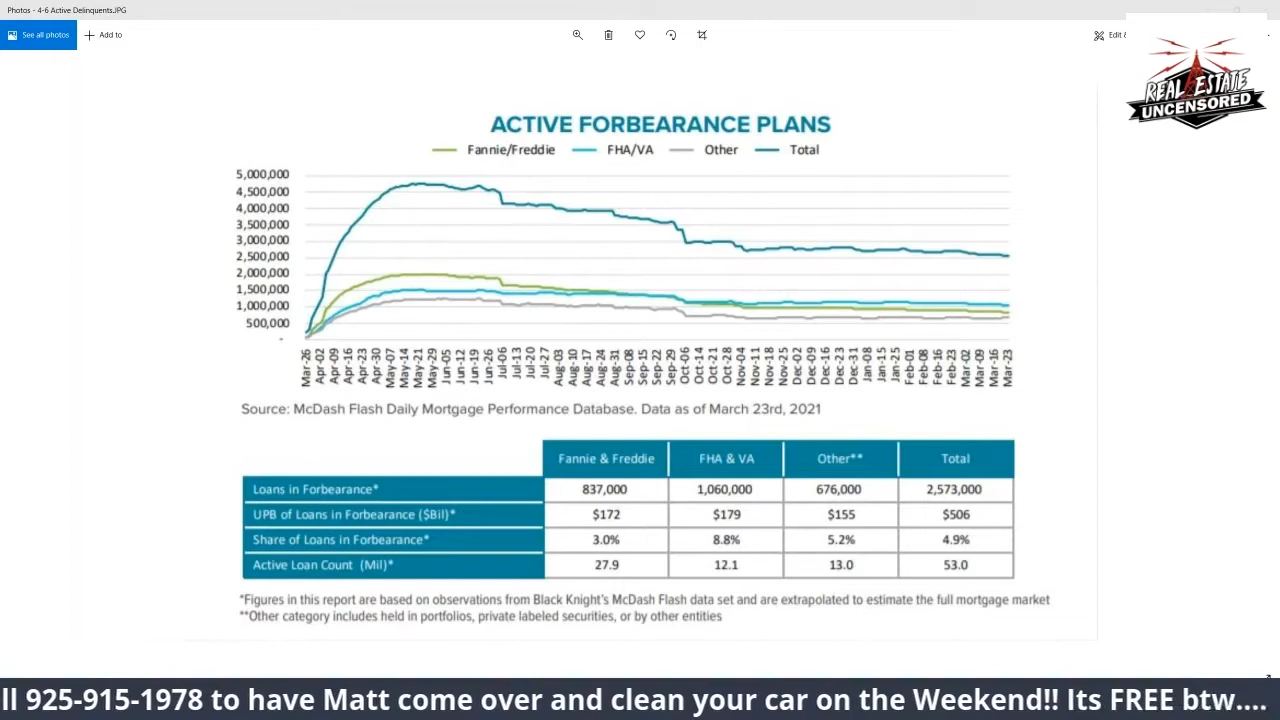 Photos - 4-6 Active Delinquents.JPG
See all photos
Add to
Edit &
REAL ESTATE
UNCENSORED
ACTIVE FORBEARANCE PLANS
Fannie/Freddie FHA/VA Other Total
5,000,000
4,500,000
4,000,000
3,500,000
3,000,000
2,500,000
2,000,000
1,500,000
1,000,000
500,000
-
Mar-26 Apr-02 Apr-09 Apr-16 Apr-23 Apr-30 May-07 May-14 May-21 May-29 Jun-05 Jun-12 Jun-19 Jun-26 Jul-06 Jul-13 Jul-20 Jul-27 Aug-03 Aug-10 Aug-17 Aug-24 Aug-31 Sep-08 Sep-15 Sep-22 Sep-29 Oct-06 Oct-14 Oct-21 Oct-28 Nov-04 Nov-11 Nov-18 Nov-25 Dec-02 Dec-09 Dec-16 Dec-23 Dec-31 Jan-08 Jan-15 Jan-25 Feb-01 Feb-08 Feb-16 Feb-23 Mar-02 Mar-09 Mar-16 Mar-23
Source: McDash Flash Daily Mortgage Performance Database. Data as of March 23rd, 2021
Fannie & Freddie FHA & VA Other** Total
Loans in Forbearance* 837,000 1,060,000 676,000 2,573,000
UPB of Loans in Forbearance ($Bil)* $172 $179 $155 $506
Share of Loans in Forbearance* 3.0% 8.8% 5.2% 4.9%
Active Loan Count (Mil)* 27.9 12.1 13.0 53.0
*Figures in this report are based on observations from Black Knight's McDash Flash data set and are extrapolated to estimate the full mortgage market
**Other category includes held in portfolios, private labeled securities, or by other entities
ll 925-915-1978 to have Matt come over and clean your car on the Weekend!! Its FREE btw....